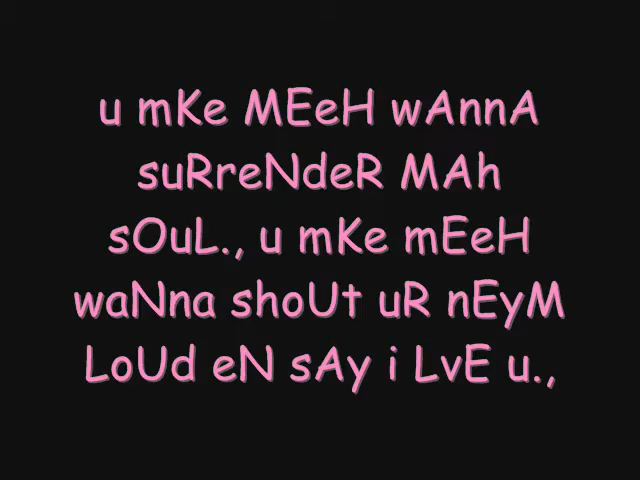 u mKe MEeH wAnnA
suRreNdeR MAh
sOuL., u mKe mEeH
waNna shoUt uR nEyM
LoUd eN sAy i LvE u.,